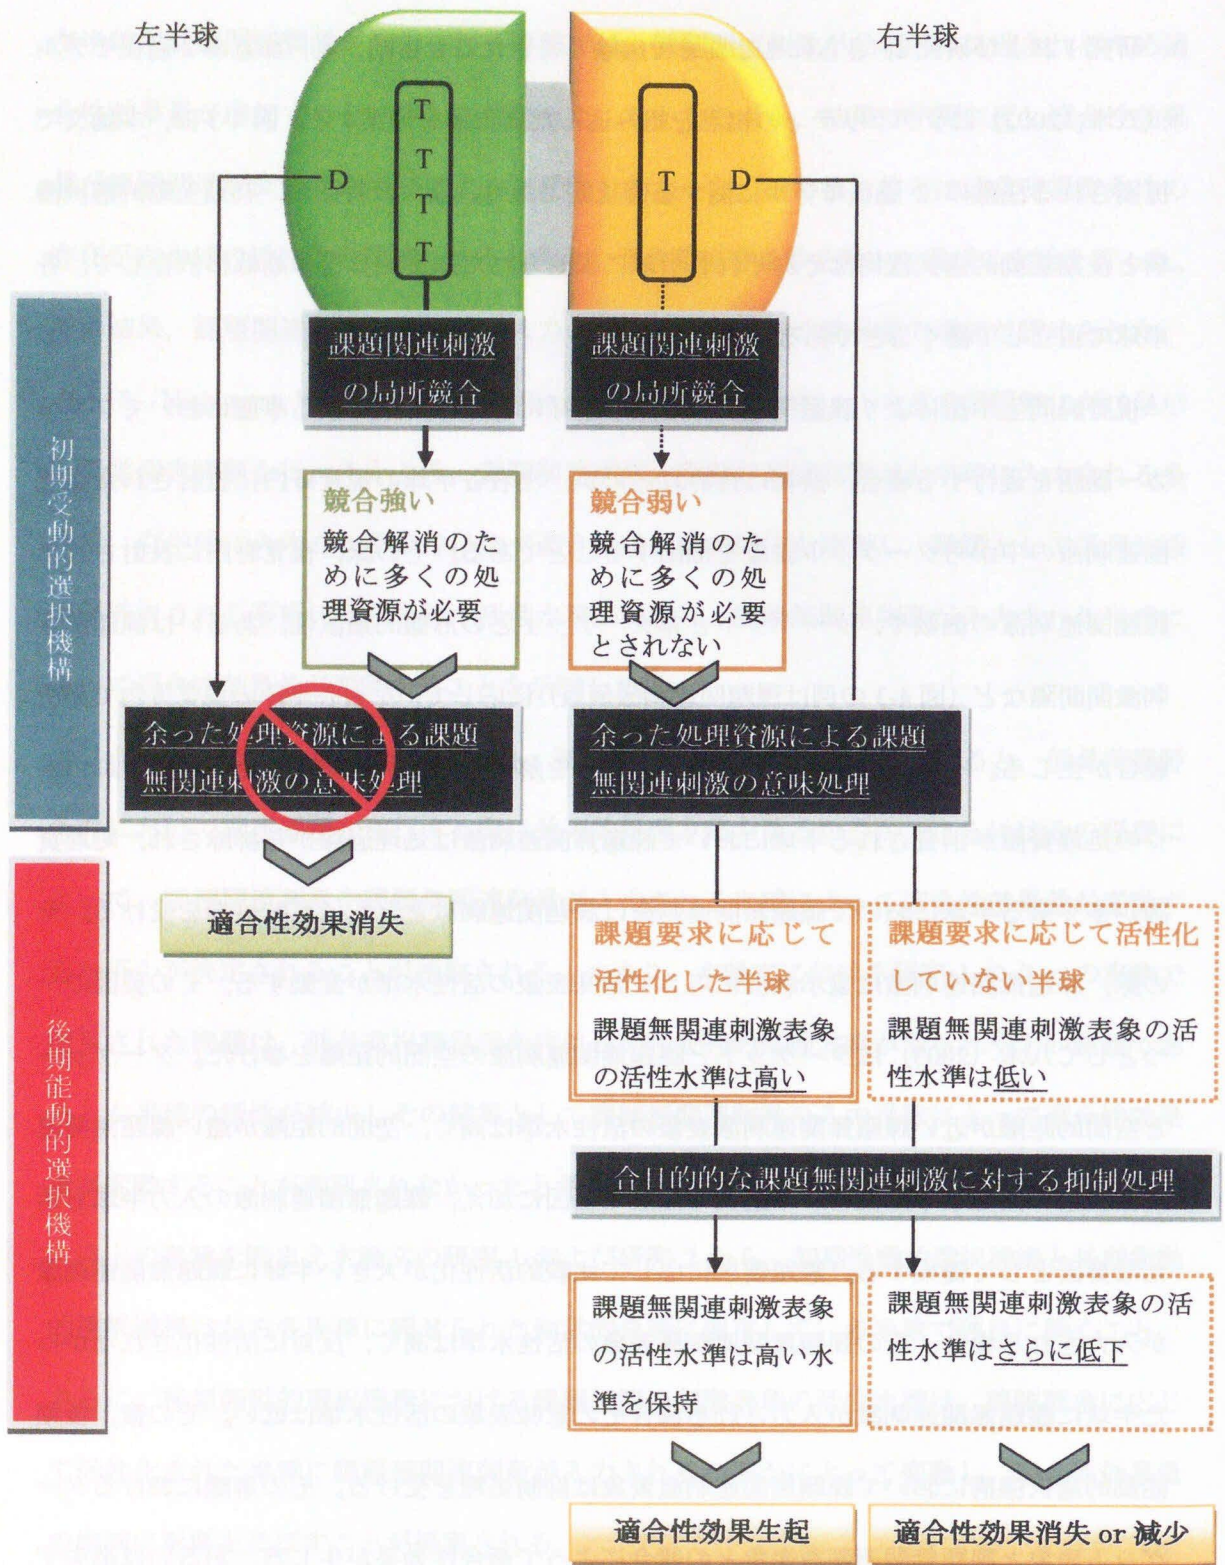 左半球
右半球
T
T
T
T
D
T
D
課題関連刺激
の局所競合
課題関連刺激
の局所競合
初期受動的選択機構
競合強い
競合解消のた
めに多くの処
理資源が必要
競合弱い
競合解消のた
めに多くの処
理資源が必要
とされない
余った処理資源による課題
無関連刺激の意味処理
余った処理資源による課題
無関連刺激の意味処理
後期能動的選択機構
適合性効果消失
課題要求に応じて
活性化した半球
課題無関連刺激表象
の活性水準は高い
課題要求に応じて活性化
していない半球
課題無関連刺激表象の活
性水準は低い
合目的的な課題無関連刺激に対する抑制処理
課題無関連刺激表象
の活性水準は高い水
準を保持
課題無関連刺激表象の活
性水準はさらに低下
適合性効果生起
適合性効果消失 or 減少